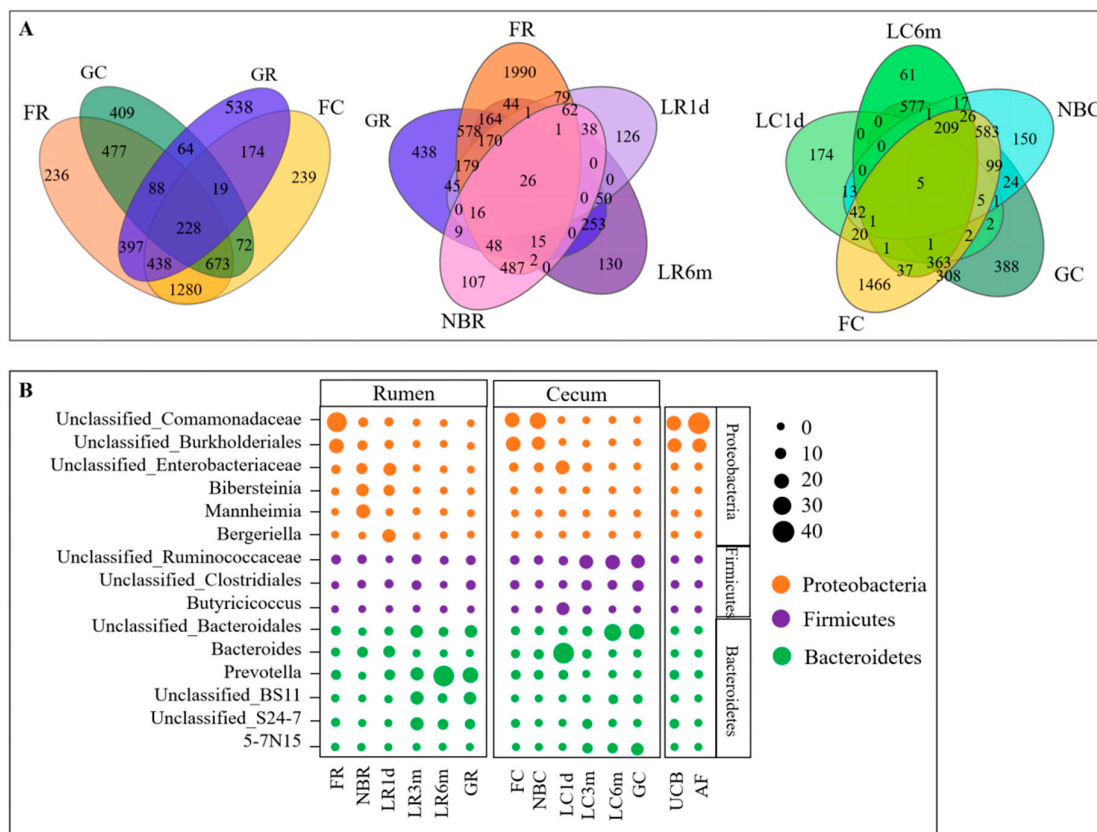 A
FR
GC
GR
FC
236
409
538
239
477
64
174
88
19
228
397
72
438
673
1280
FR
LR1d
LR6m
NBR
GR
1990
44
79
164
1
62
578
170
1
38
126
438
179
0
45
26
0
0
16
0
50
9
253
48
15
0
130
487
2
0
107
LC6m
NBC
GC
FC
LC1d
61
577
17
0
1
26
0
209
583
150
174
0
99
0
5
24
13
5
1
42
1
2
20
1
1
2
37
363
308
388
1466
B
Rumen
Cecum
Unclassified_Comamonadaceae
Unclassified_Burkholderiales
Unclassified_Enterobacteriaceae
Bibersteinia
Mannheimia
Bergeriella
Unclassified_Ruminococcaceae
Unclassified_Clostridiales
Butyricicoccus
Unclassified_Bacteroidales
Bacteroides
Prevotella
Unclassified_BS11
Unclassified_S24-7
5-7N15
FR
NBR
LR1d
LR3m
LR6m
GR
FC
NBC
LC1d
LC3m
LC6m
GC
UCB
AF
Proteobacteria
Firmicutes
Bacteroidetes
0
10
20
30
40
Proteobacteria
Firmicutes
Bacteroidetes